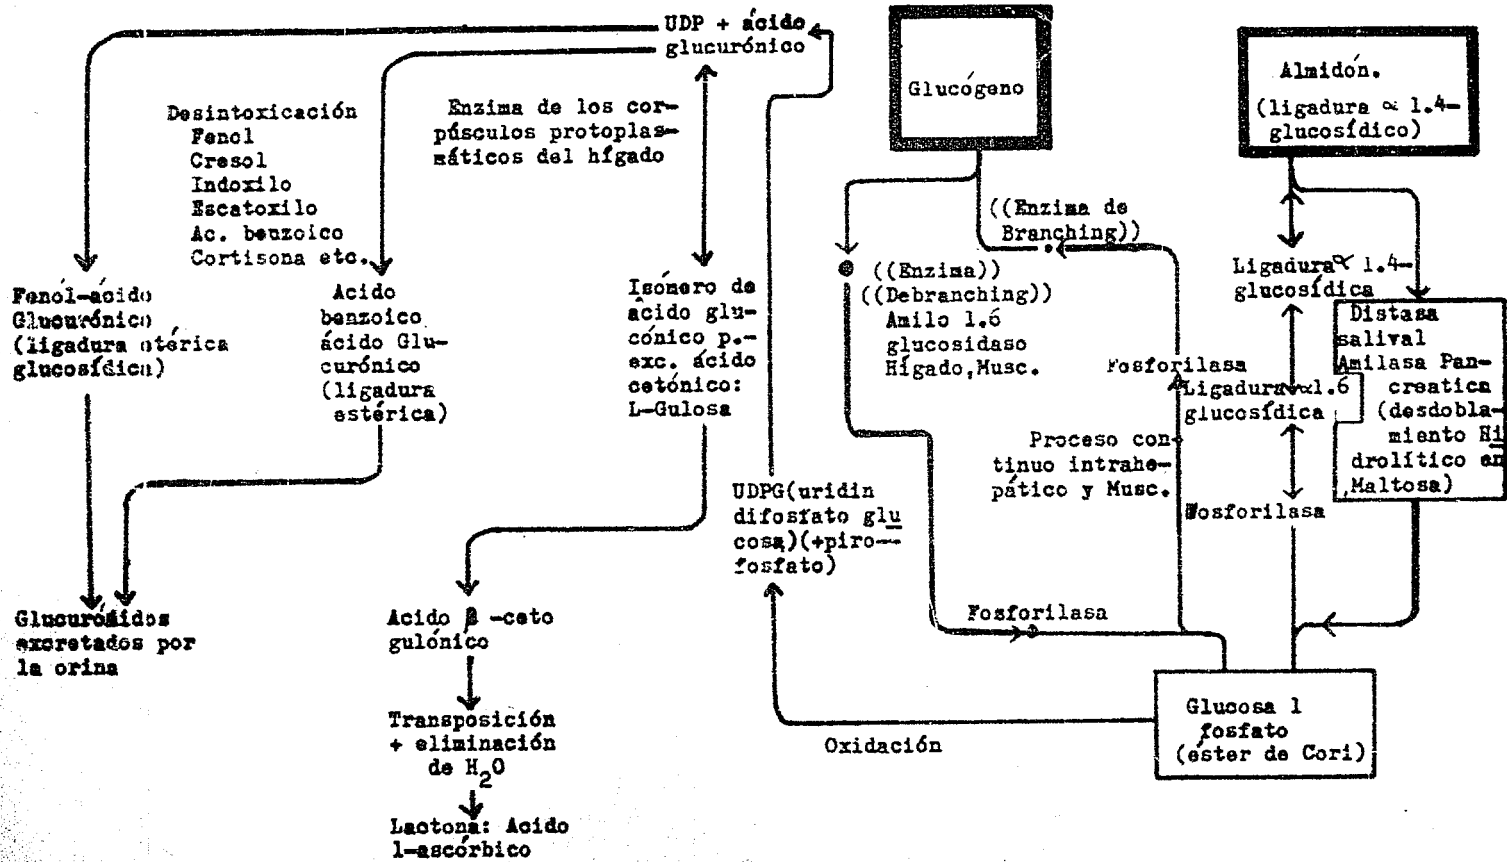 UDP + ácido
glucurónico
Glucógeno
Almidón.
(ligadura ∝ 1.4-
glucosídico)
Desintoxicación
Fenol
Cresol
Indoxilo
Escatoxilo
Ac. benzoico
Cortisona etc.
Enzima de los cor-
púsculos protoplas-
máticos del hígado
((Enzima de
Branching))
((Enzima))
((Debranching))
Amilo 1.6
glucosidaso
Hígado,Musc.
Ligadura ∝ 1.4-
glucosídica
Fenól-ácido
Glucurónico
(ligadura etérica
glucosídica)
Acido
benzoico
ácido Glu-
curónico
(ligadura
estérica)
Isómero de
ácido glu-
cónico p.-
exc. ácido
cetónico:
L-Gulosa
Distasa
salival
Amilasa Pan-
creatica
(desdobla-
miento Hi
drolítico en
Maltosa)
Fosforilasa
Ligadura ∝1.6
glucosídica
Proceso con-
tinuo intrahe-
pático y Musc.
Fosforilasa
UDPG(uridin
difosfato glu
cosa)(+piro--
fosfato)
Fosforilasa
Glucurónidos
excretados por
la orina
Acido β -ceto
gulónico
Transposición
+ eliminación
de H₂O
Lactona: Acido
l-ascórbico
Oxidación
Glucosa 1
fosfato
(éster de Cori)